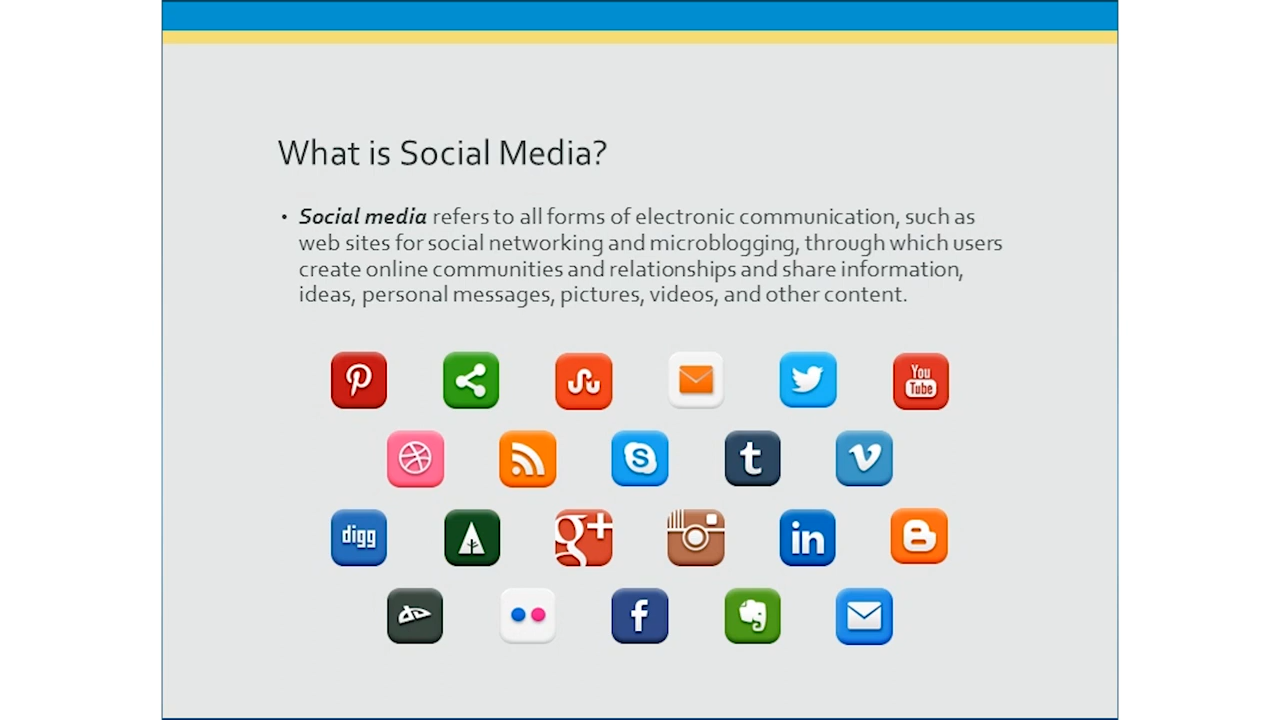 What is Social Media?
• Social media refers to all forms of electronic communication, such as
web sites for social networking and microblogging, through which users
create online communities and relationships and share information,
ideas, personal messages, pictures, videos, and other content.
You
Tube
digg
g+
in